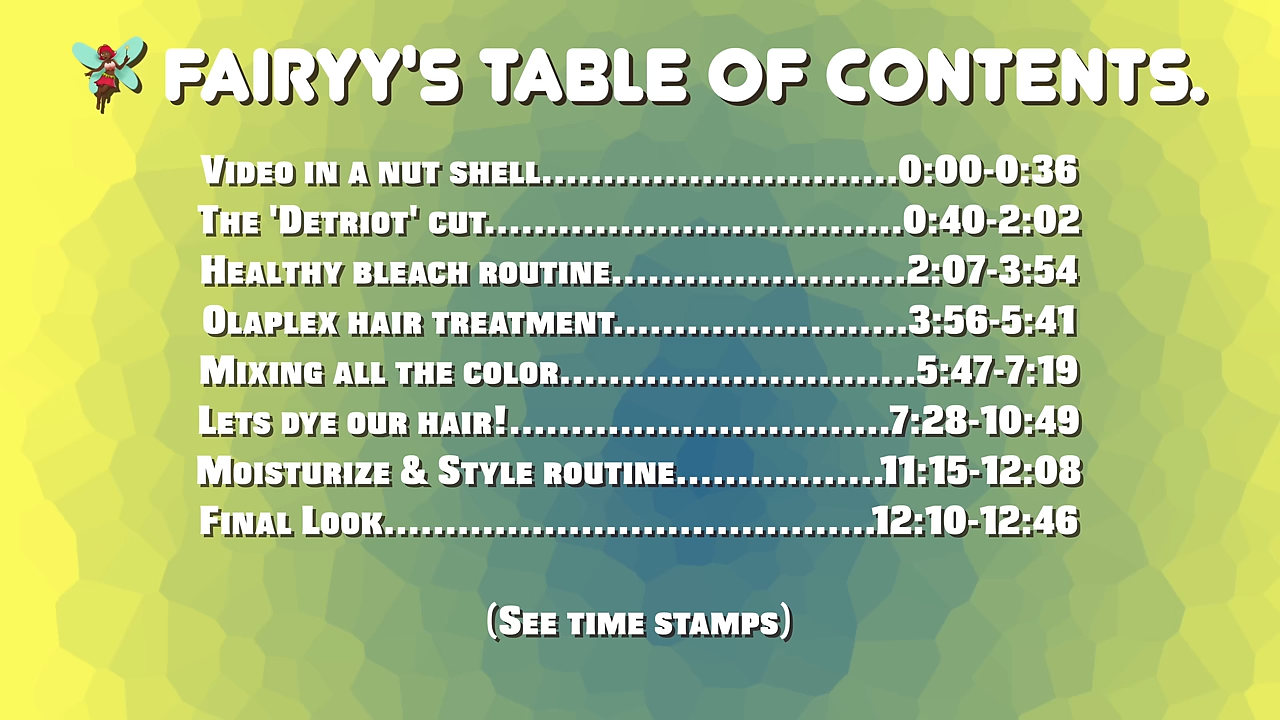 FAIRYY'S TABLE OF CONTENTS.
Video in a nut shell.............................0:00-0:36
The 'Detriot' cut..................................0:40-2:02
Healthy bleach routine........................2:07-3:54
Olaplex hair treatment........................3:56-5:41
Mixing all the color.............................5:47-7:19
Lets dye our hair!...............................7:28-10:49
Moisturize & Style routine.................11:15-12:08
Final Look........................................12:10-12:46
(See time stamps)